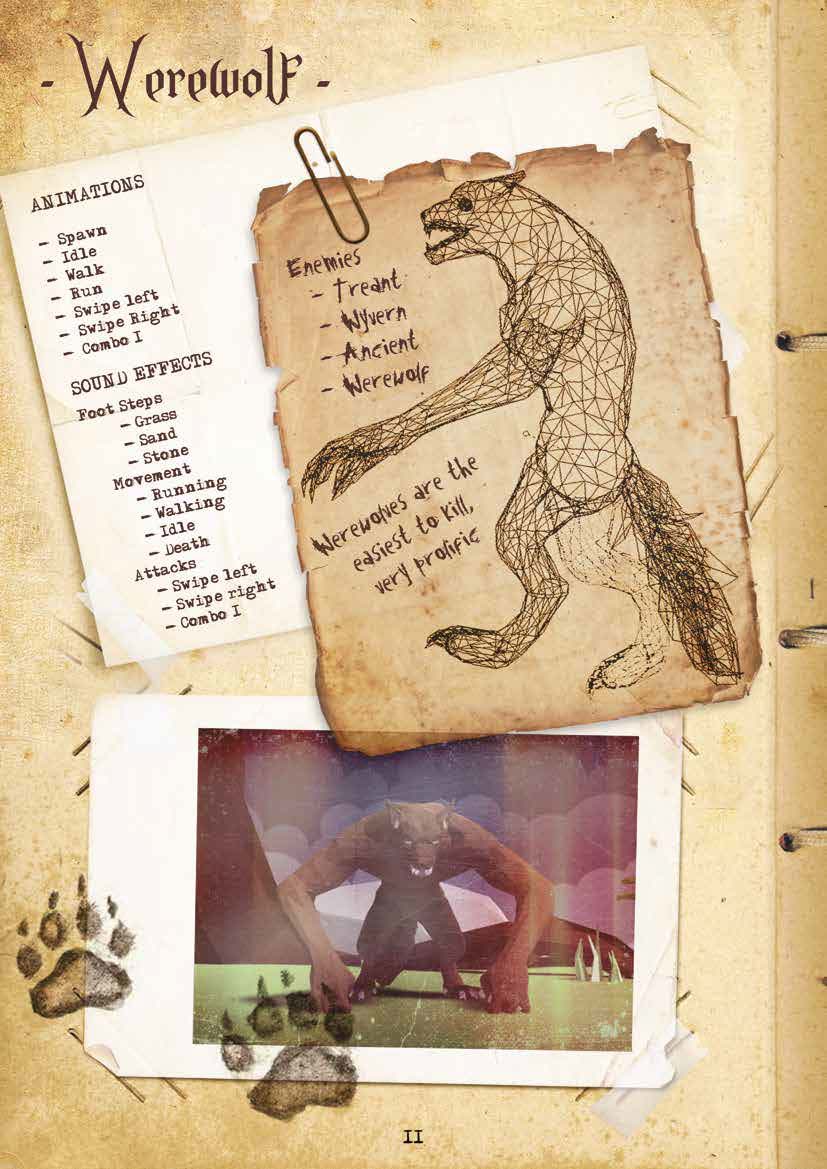 - Werewolf -
ANIMATIONS
- Spawn
- Idle
- Walk
- Run
- Swipe left
- Swipe Right
- Combo I
SOUND EFFECTS
Foot Steps
- Grass
- Sand
- Stone
Movement
- Running
- Walking
- Idle
- Death
Attacks
- Swipe left
- Swipe right
- Combo I
Enemies
- Treant
- Wyvern
- Ancient
- Werewolf
Werewolves are the
easiest to kill,
very prolific
II